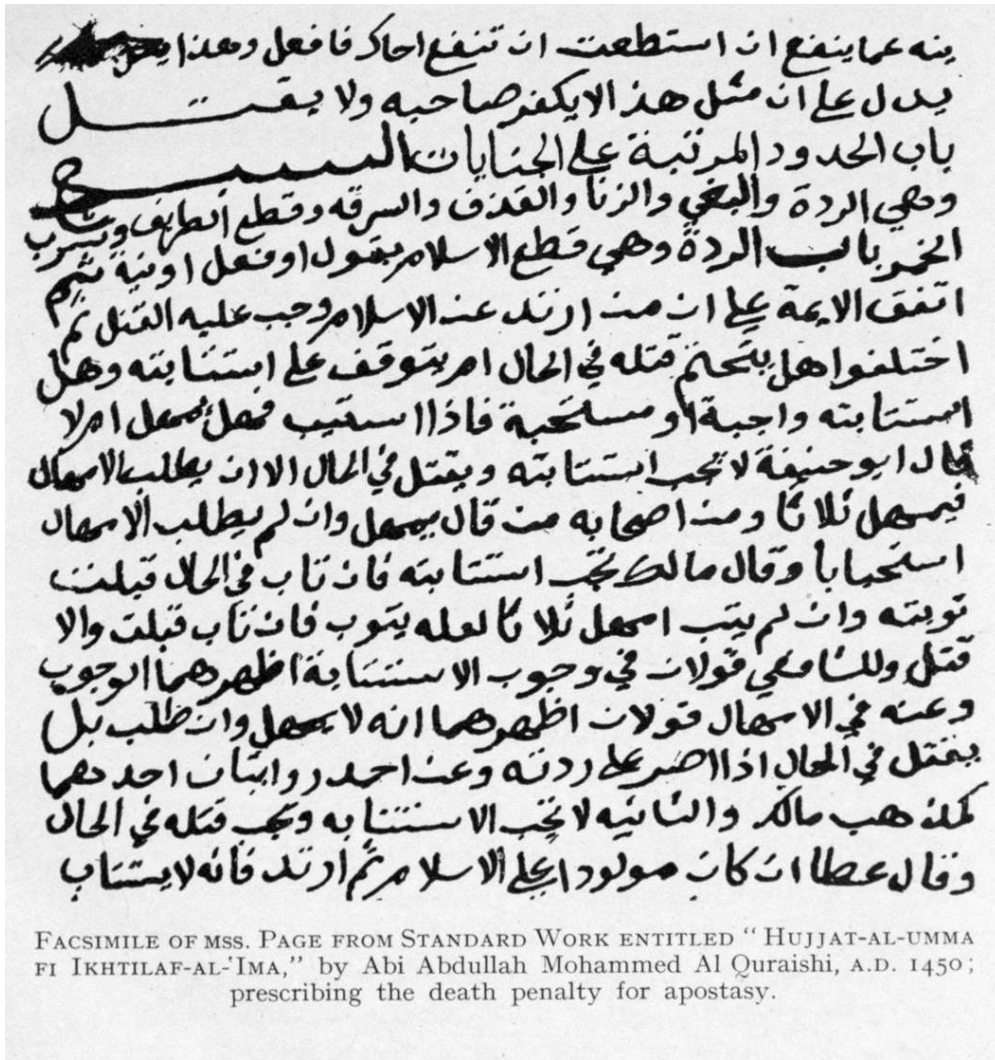 ينه عما ينفع ان استطعت ان تنفع اخاك فافعل وهذا
يدل على ان مثل هذا لا يكفر صاحبه ولا يقتل
باب الحدود المرتبة على الجنايات السبع
وهي الردة والبغي والزنا والقذف والسرقه وقطع الطريق وشرب
الخمر باب الردة وهي قطع الاسلام بقول او فعل او نية
اتفق الايمة على ان من ارتد عن الاسلام وجب عليه القتل ثم
اختلفوا هل يتحتم قتله في الحال ام يتوقف على استتابته وهل
استتابته واجبة او مستحبة فاذا استتيب فهل يمهل ام لا
قال ابو حنيفة لا تجب استتابته ويقتل في الحال الا ان يطلب الامهال
فيمهل ثلاثا ومن اصحابه من قال يمهل وان لم يطلب الامهال
استحبابا وقال مالك تجب استتابته فان تاب في الحال قبلت
توبته وان لم يتب امهل ثلاثا لعله يتوب فان تاب قبلت والا
قتل وللشافعي قولان في وجوب الاستتابة اظهرهما الوجوب
وعنه في الامهال قولان اظهرهما انه لا يمهل وان طلب بل
يقتل في الحال اذا اصر على ردته وعن احمد روايتان احدهما
كمذهب مالك والثانيه لا تجب الاستتابه وتجب قتله في الحال
وقال عطا ان كان مولودا على الاسلام ثم ارتد فانه لا يستتاب
FACSIMILE OF MSS. PAGE FROM STANDARD WORK ENTITLED "HUJJAT-AL-UMMA
FI IKHTILAF-AL-'IMA," by Abi Abdullah Mohammed Al Quraishi, A.D. 1450;
prescribing the death penalty for apostasy.